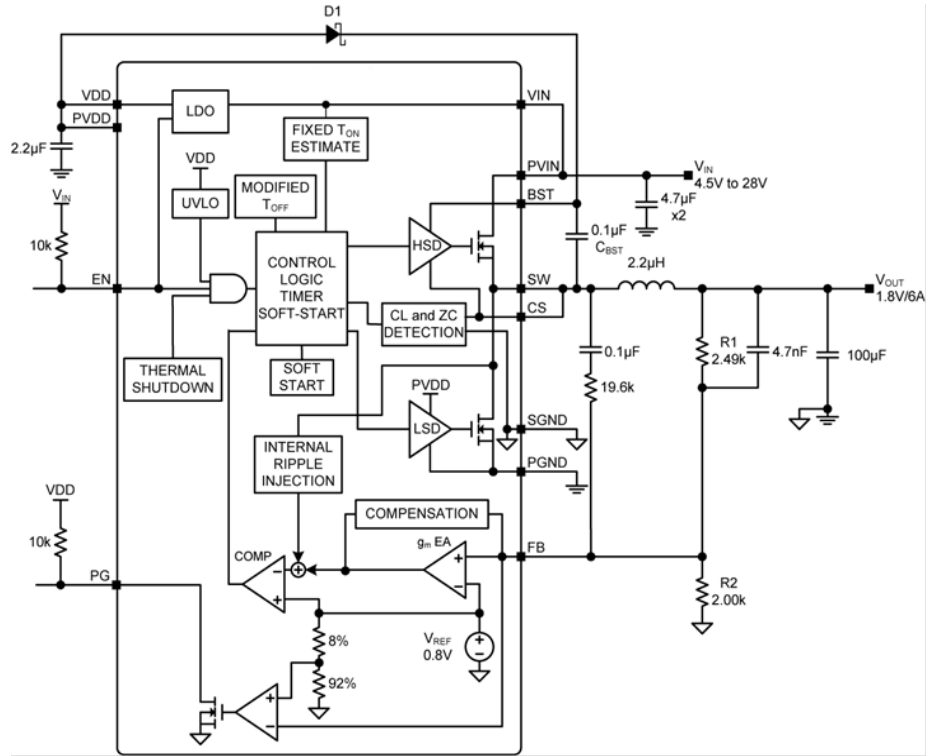 D1
VDD
PVDD
2.2µF
LDO
VIN
FIXED TON
ESTIMATE
PVIN
VIN
4.5V to 28V
BST
4.7µF
x2
VDD
UVLO
MODIFIED
TOFF
VIN
10k
EN
HSD
0.1µF
CBST
2.2µH
CONTROL
LOGIC
TIMER
SOFT-START
SW
CS
VOUT
1.8V/6A
CL and ZC
DETECTION
THERMAL
SHUTDOWN
SOFT
START
0.1µF
19.6k
R1
2.49k
4.7nF
100µF
PVDD
LSD
SGND
PGND
INTERNAL
RIPPLE
INJECTION
VDD
10k
PG
COMPENSATION
COMP
gm EA
FB
−
+
+
−
+
8%
92%
VREF
0.8V
+
−
R2
2.00k
+
−